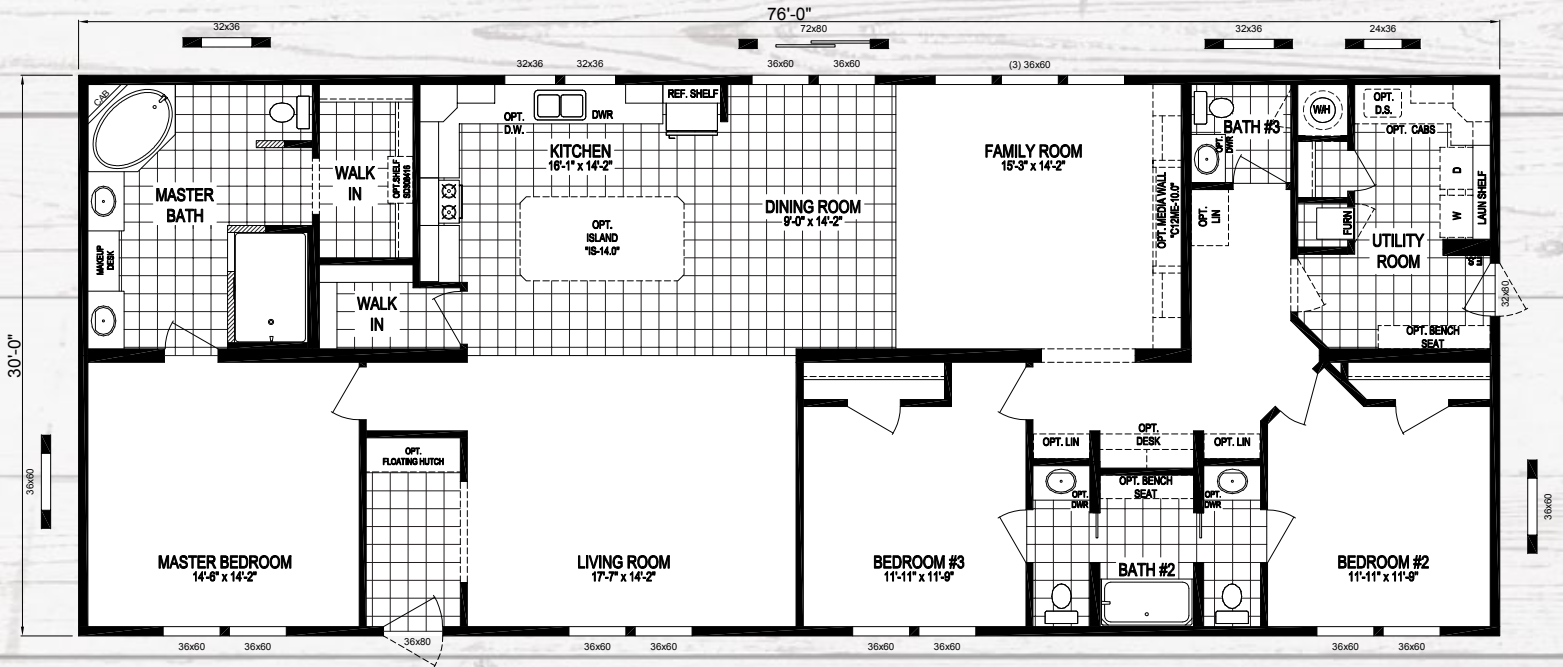 76'-0"
32x36
72x80
32x36
24x36
32x36
32x36
36x60
36x60
(3) 36x60
CAB
REF. SHELF
OPT.
D.W.
DWR
KITCHEN
16'-1" x 14'-2"
WALK
IN
OPT.SHELF
MASTER
BATH
MAKEUP
DESK
OPT.
ISLAND
"IS-14.0"
DINING ROOM
9'-0" x 14'-2"
FAMILY ROOM
15'-3" x 14'-2"
OPT. MEDIA WALL
"C12ME-10.0"
BATH #3
OPT.
DWR
OPT.
LIN
W/H
OPT.
D.S.
OPT. CABS
D
W
LAUN SHELF
FURN
UTILITY
ROOM
32x80
OPT. BENCH
SEAT
WALK
IN
30'-0"
36x60
OPT.
FLOATING HUTCH
MASTER BEDROOM
14'-6" x 14'-2"
LIVING ROOM
17'-7" x 14'-2"
BEDROOM #3
11'-11" x 11'-9"
OPT. LIN
OPT.
DESK
OPT. LIN
OPT. BENCH
SEAT
OPT.
DWR
OPT.
DWR
BATH #2
BEDROOM #2
11'-11" x 11'-9"
36x60
36x60
36x60
36x80
36x60
36x60
36x60
36x60
36x60
36x60